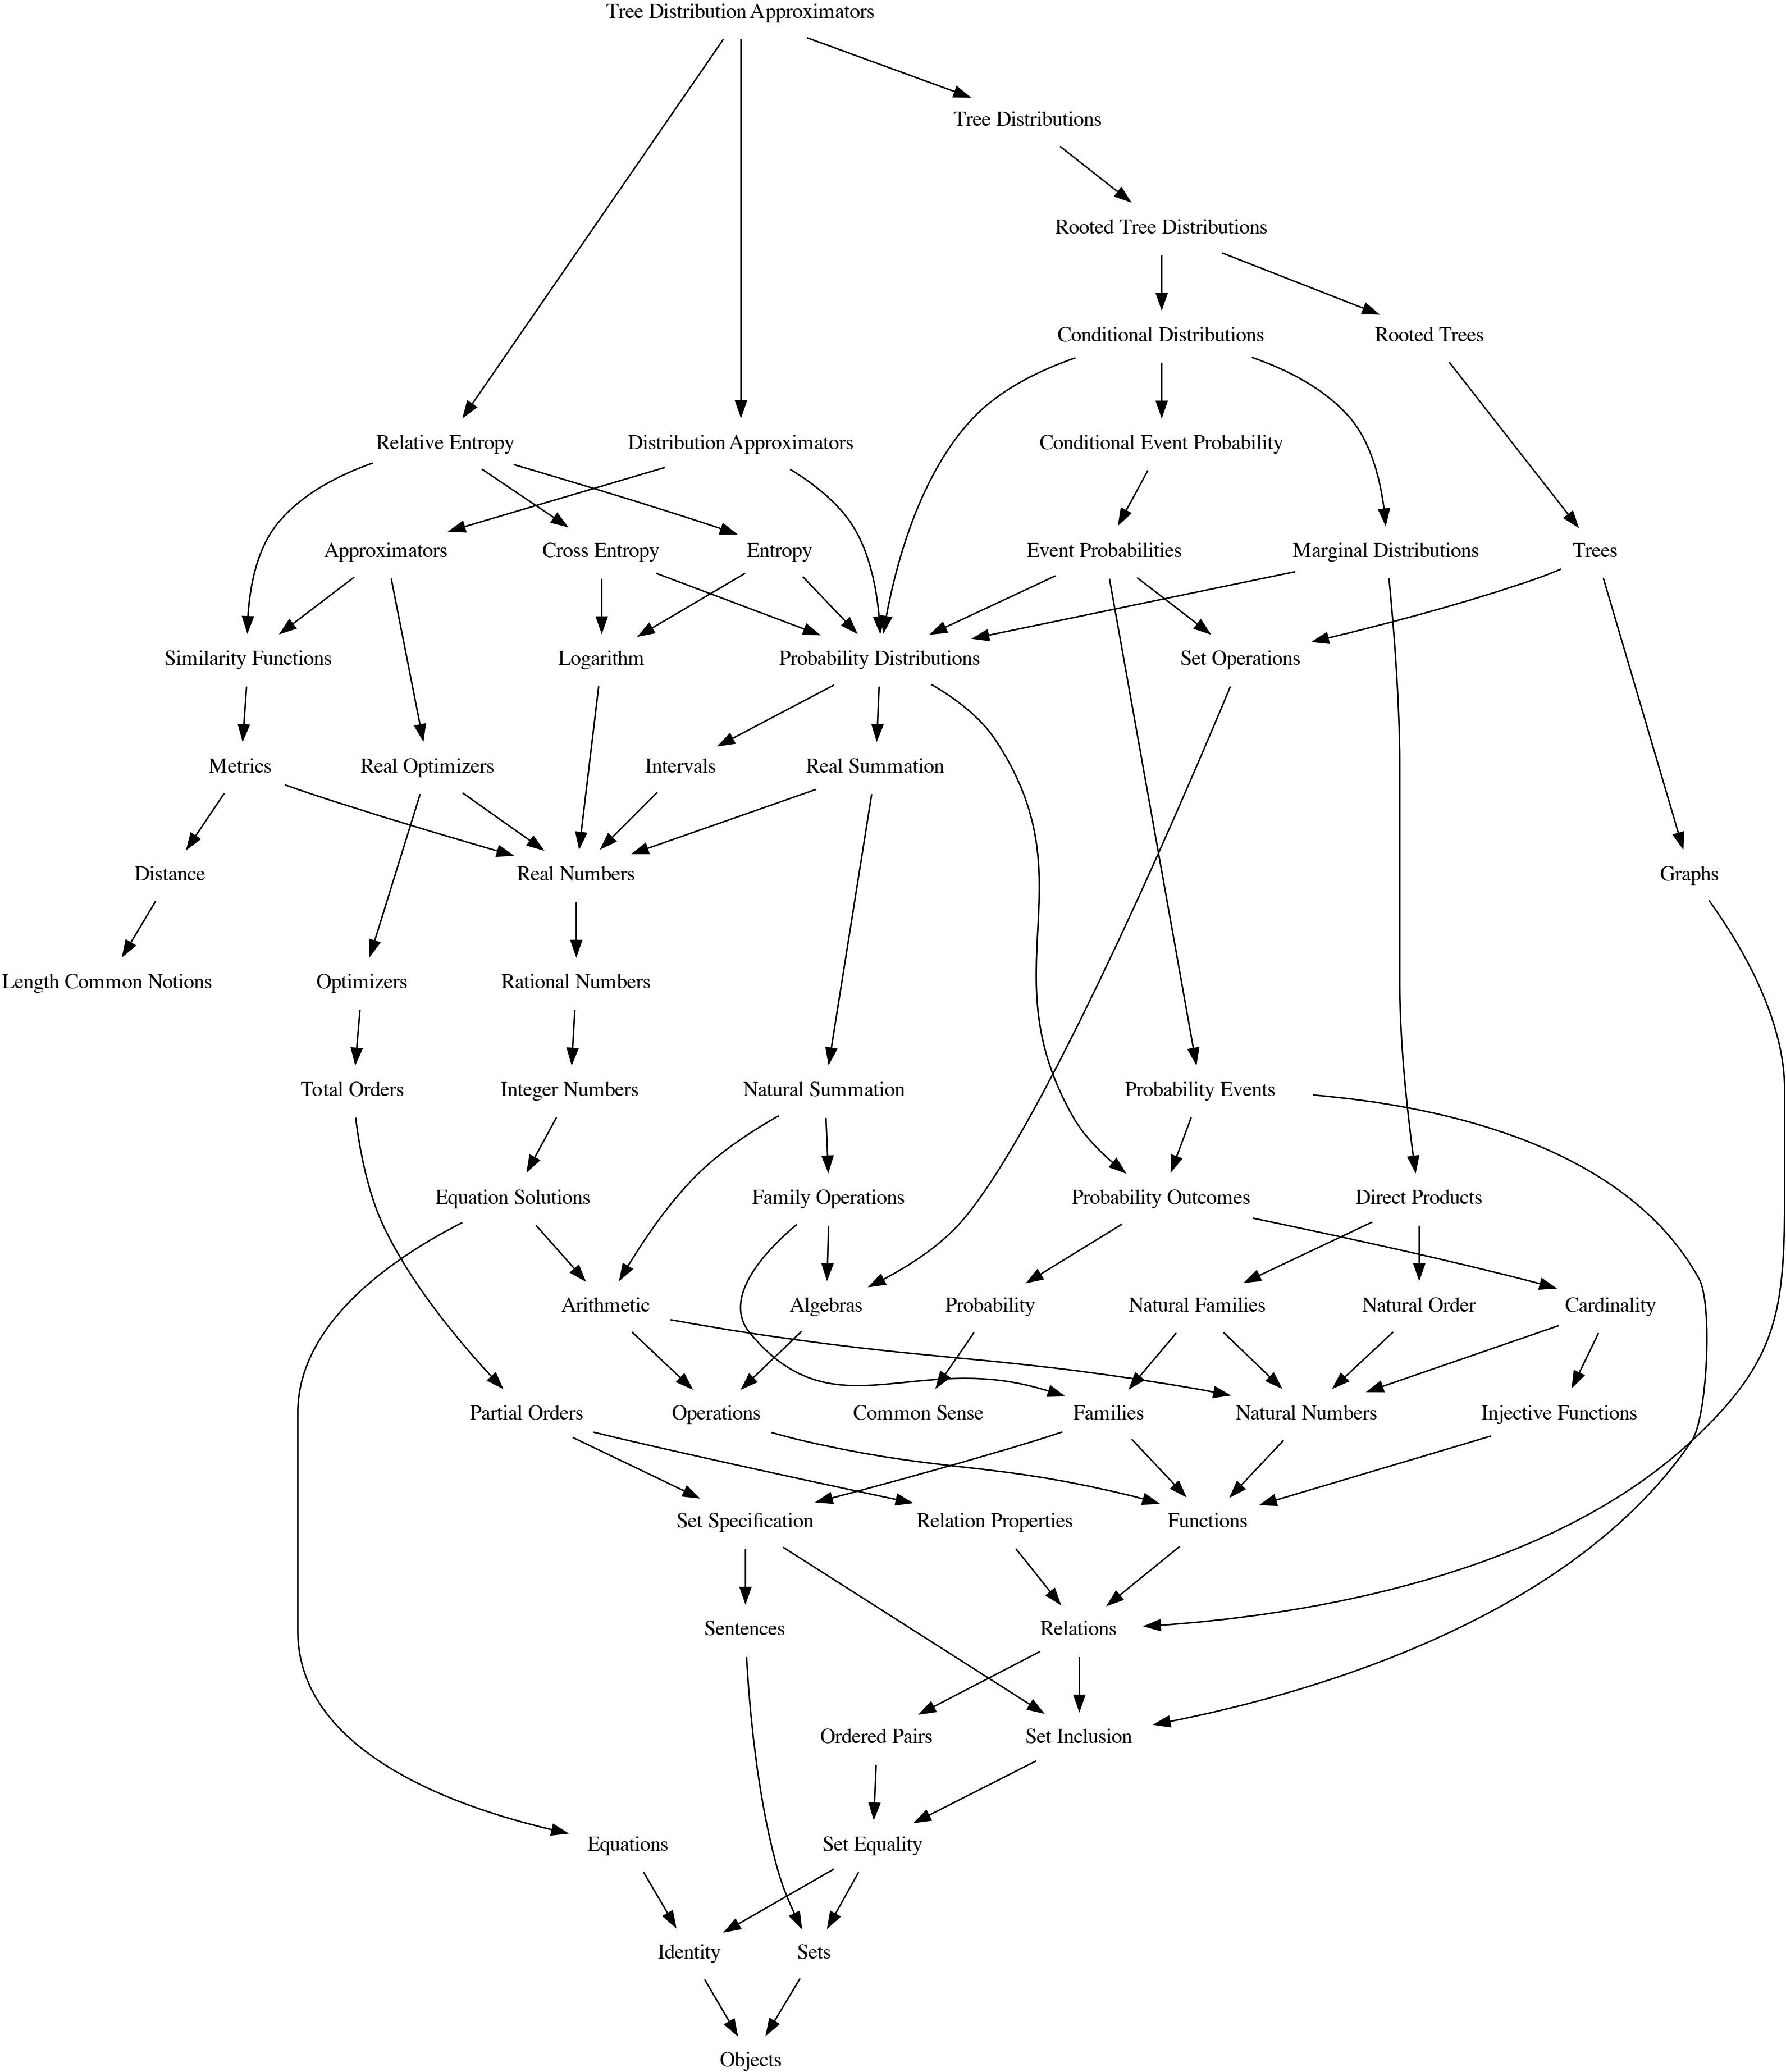 Tree Distribution Approximators
Tree Distributions
Rooted Tree Distributions
Conditional Distributions
Rooted Trees
Relative Entropy
Distribution Approximators
Conditional Event Probability
Approximators
Cross Entropy
Entropy
Event Probabilities
Marginal Distributions
Trees
Similarity Functions
Logarithm
Probability Distributions
Set Operations
Metrics
Real Optimizers
Intervals
Real Summation
Distance
Real Numbers
Graphs
Length Common Notions
Optimizers
Rational Numbers
Total Orders
Integer Numbers
Natural Summation
Probability Events
Equation Solutions
Family Operations
Probability Outcomes
Direct Products
Arithmetic
Algebras
Probability
Natural Families
Natural Order
Cardinality
Partial Orders
Operations
Common Sense
Families
Natural Numbers
Injective Functions
Set Specification
Relation Properties
Functions
Sentences
Relations
Ordered Pairs
Set Inclusion
Equations
Set Equality
Identity
Sets
Objects